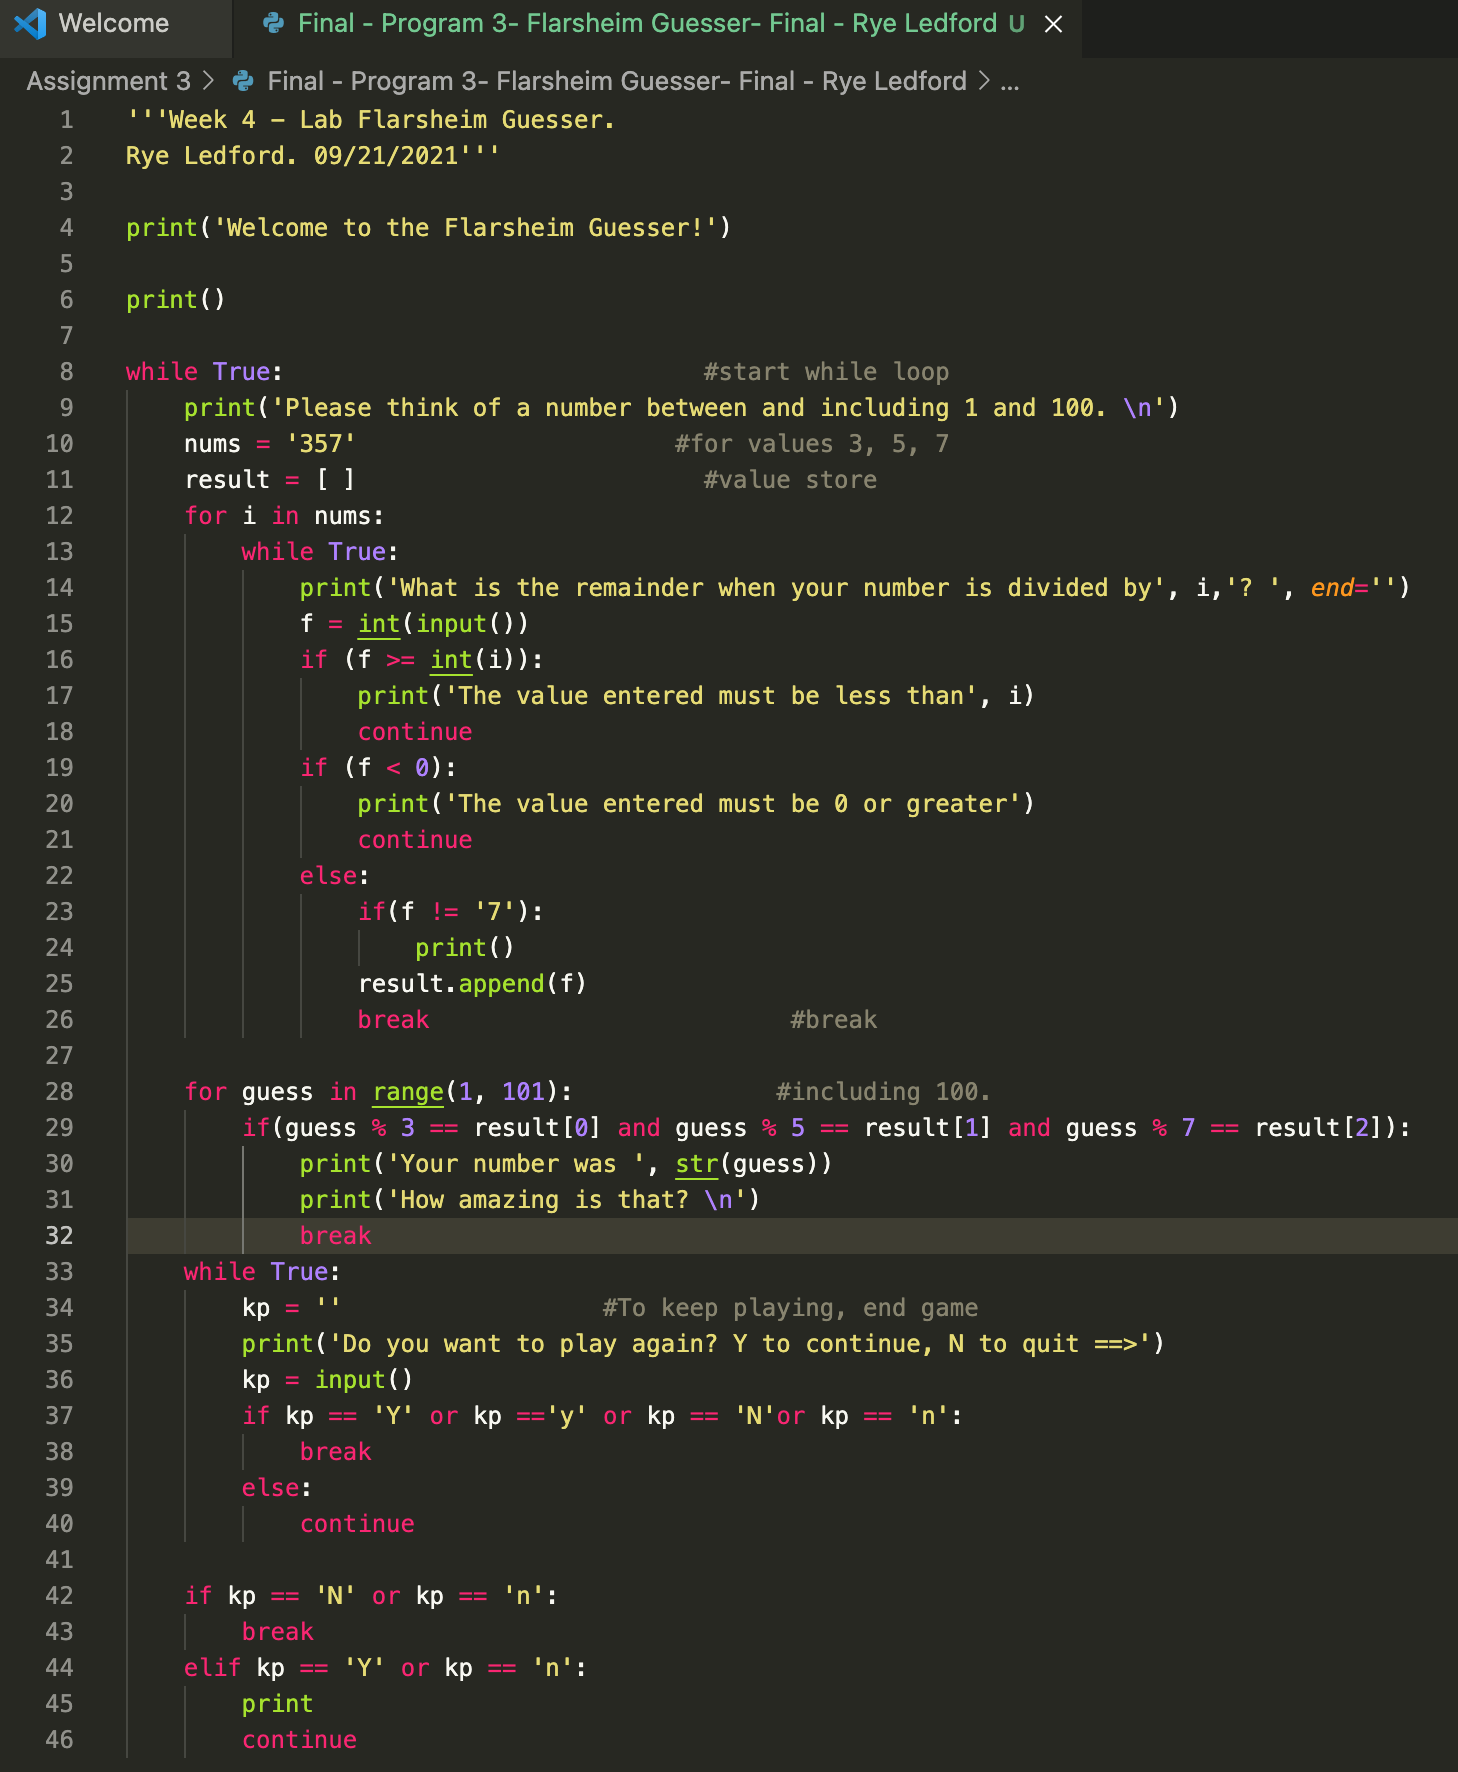 Welcome
Final - Program 3- Flarsheim Guesser- Final - Rye Ledford U
Assignment 3 > Final - Program 3- Flarsheim Guesser- Final - Rye Ledford > ...
1 '''Week 4 - Lab Flarsheim Guesser.
2 Rye Ledford. 09/21/2021'''
3
4 print('Welcome to the Flarsheim Guesser!')
5
6 print()
7
8 while True: #start while loop
9 print('Please think of a number between and including 1 and 100. \n')
10 nums = '357' #for values 3, 5, 7
11 result = [ ] #value store
12 for i in nums:
13 while True:
14 print('What is the remainder when your number is divided by', i,'? ', end='')
15 f = int(input())
16 if (f >= int(i)):
17 print('The value entered must be less than', i)
18 continue
19 if (f < 0):
20 print('The value entered must be 0 or greater')
21 continue
22 else:
23 if(f != '7'):
24 print()
25 result.append(f)
26 break #break
27
28 for guess in range(1, 101): #including 100.
29 if(guess % 3 == result[0] and guess % 5 == result[1] and guess % 7 == result[2]):
30 print('Your number was ', str(guess))
31 print('How amazing is that? \n')
32 break
33 while True:
34 kp = '' #To keep playing, end game
35 print('Do you want to play again? Y to continue, N to quit ==>')
36 kp = input()
37 if kp == 'Y' or kp =='y' or kp == 'N'or kp == 'n':
38 break
39 else:
40 continue
41
42 if kp == 'N' or kp == 'n':
43 break
44 elif kp == 'Y' or kp == 'n':
45 print
46 continue